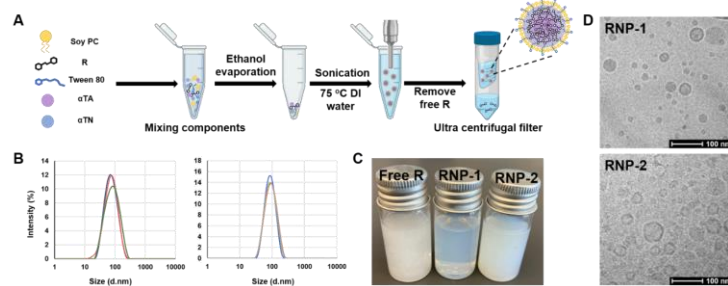 A
Soy PC
R
Tween 80
αTA
αTN
Mixing components
Ethanol
evaporation
Sonication
75 ºC DI
water
Remove
free R
Ultra centrifugal filter
B
Intensity (%)
14
12
10
8
6
4
2
0
1
10
100
1000
10000
Size (d.nm)
18
16
14
12
10
8
6
4
2
0
1
10
100
1000
10000
Size (d.nm)
C
Free R
RNP-1
RNP-2
D
RNP-1
100 nm
RNP-2
100 nm